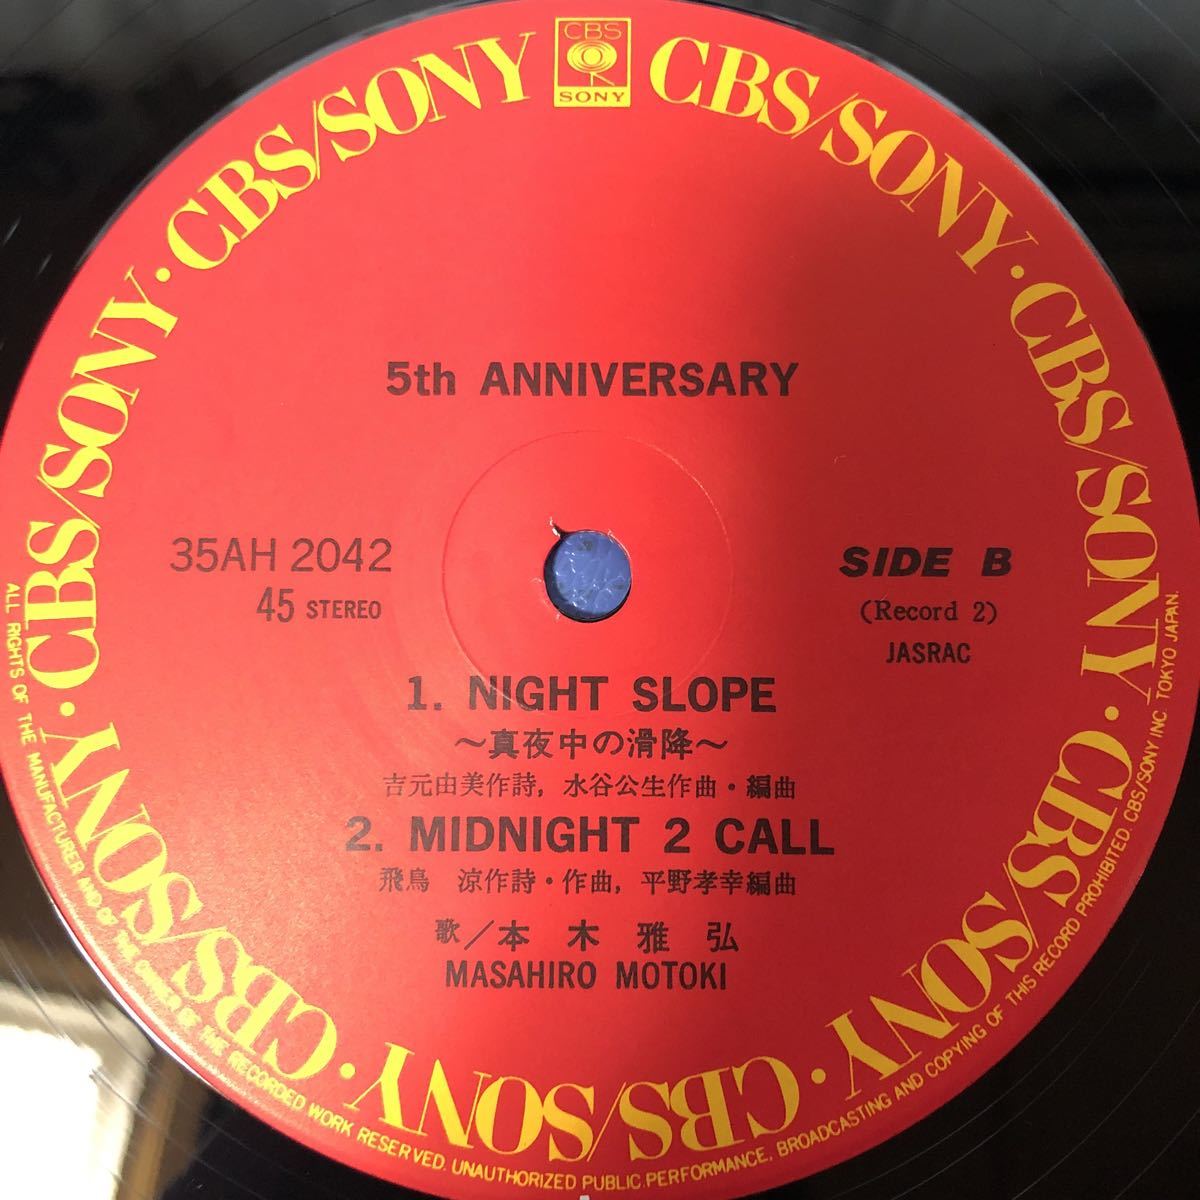 CBS
SONY
CBS/SONY · CBS/SONY · CBS/SONY · CBS/SONY · CBS/SONY · CBS/SONY · CBS/SONY · CBS/SONY · CBS/SONY · CBS/SONY
5th ANNIVERSARY
35AH 2042
45 STEREO
SIDE B
(Record 2)
JASRAC
1. NIGHT SLOPE
〜真夜中の滑降〜
吉元由美作詩, 水谷公生作曲・編曲
2. MIDNIGHT 2 CALL
飛鳥 涼作詩・作曲, 平野孝幸編曲
歌／本 木 雅 弘
MASAHIRO MOTOKI
ALL RIGHTS OF THE MANUFACTURER AND OF THE OWNER OF THE RECORDED WORK RESERVED. UNAUTHORIZED PUBLIC PERFORMANCE, BROADCASTING AND COPYING OF THIS RECORD PROHIBITED. CBS/SONY INC. TOKYO JAPAN.